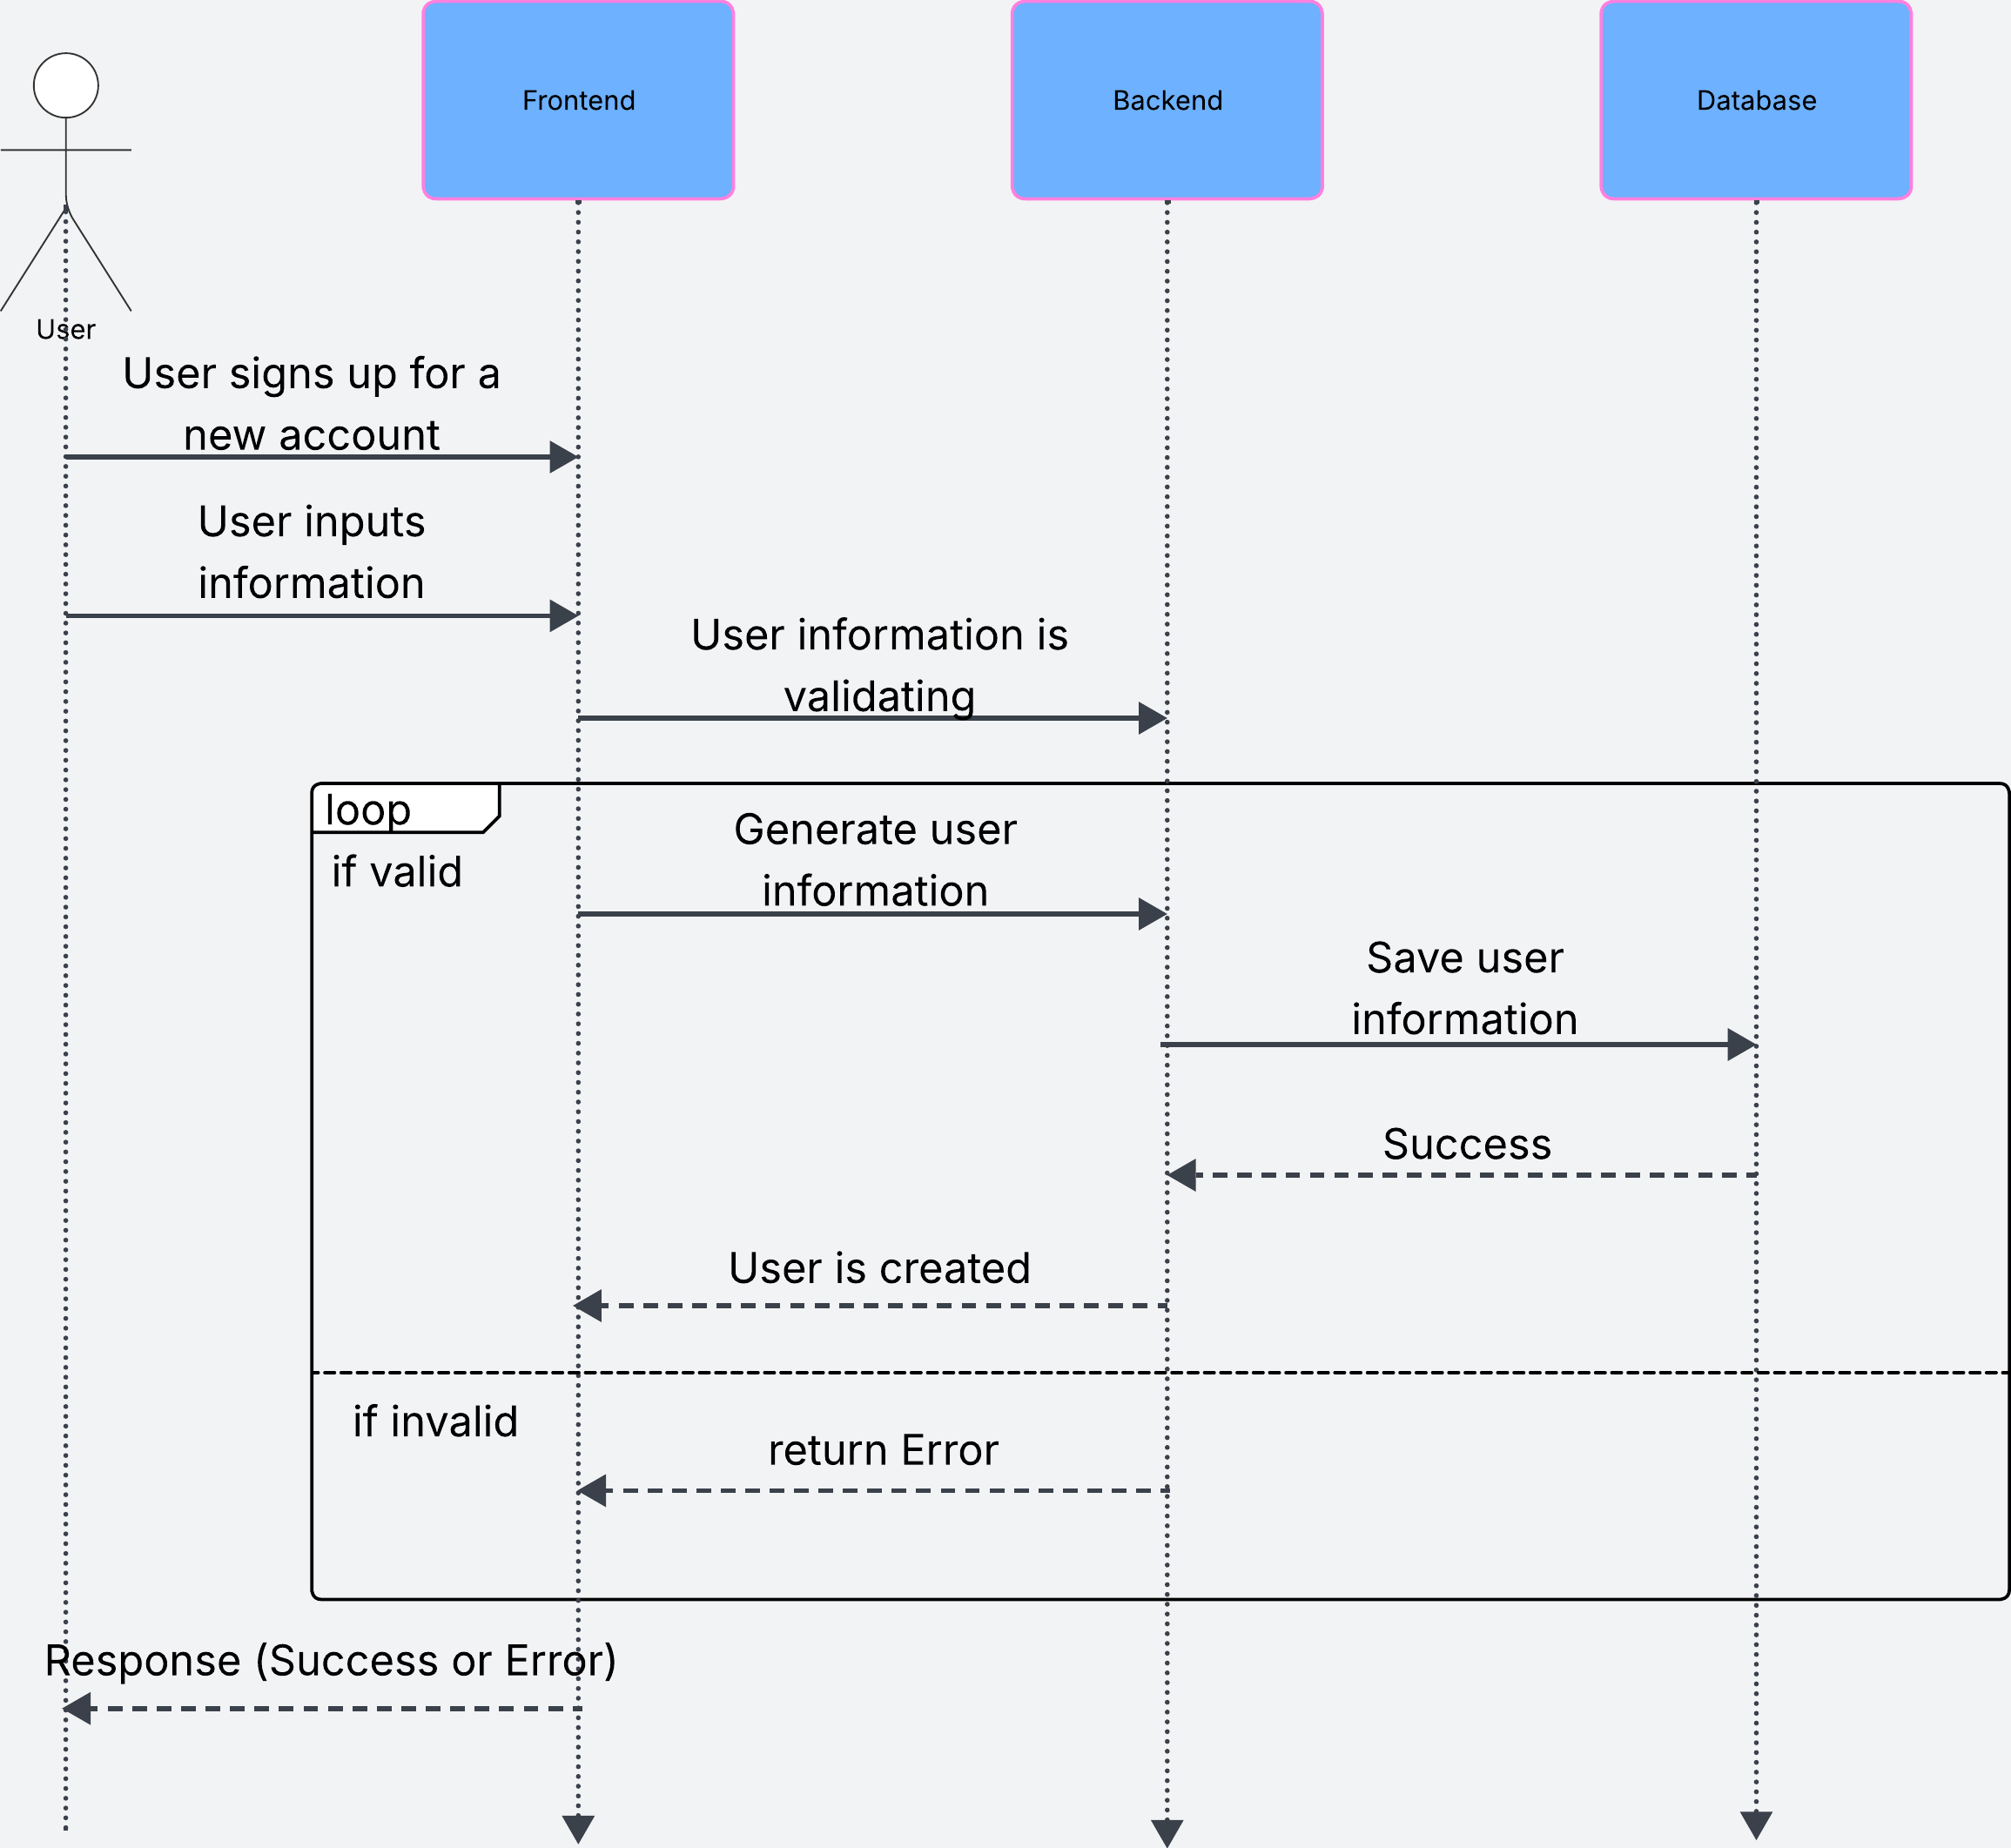 Frontend
Backend
Database
User
User signs up for a
new account
User inputs
information
User information is
validating
loop
if valid
Generate user
information
Save user
information
Success
User is created
if invalid
return Error
Response (Success or Error)